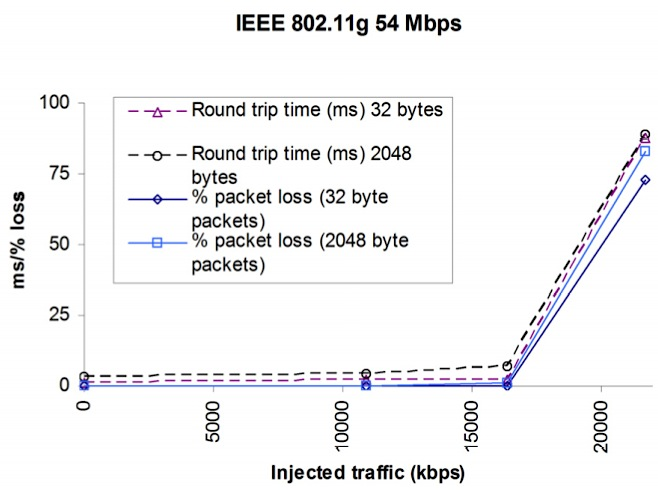 IEEE 802.11g 54 Mbps
100
75
50
25
0
ms/% loss
Round trip time (ms) 32 bytes
Round trip time (ms) 2048
bytes
% packet loss (32 byte
packets)
% packet loss (2048 byte
packets)
0
5000
10000
15000
20000
Injected traffic (kbps)